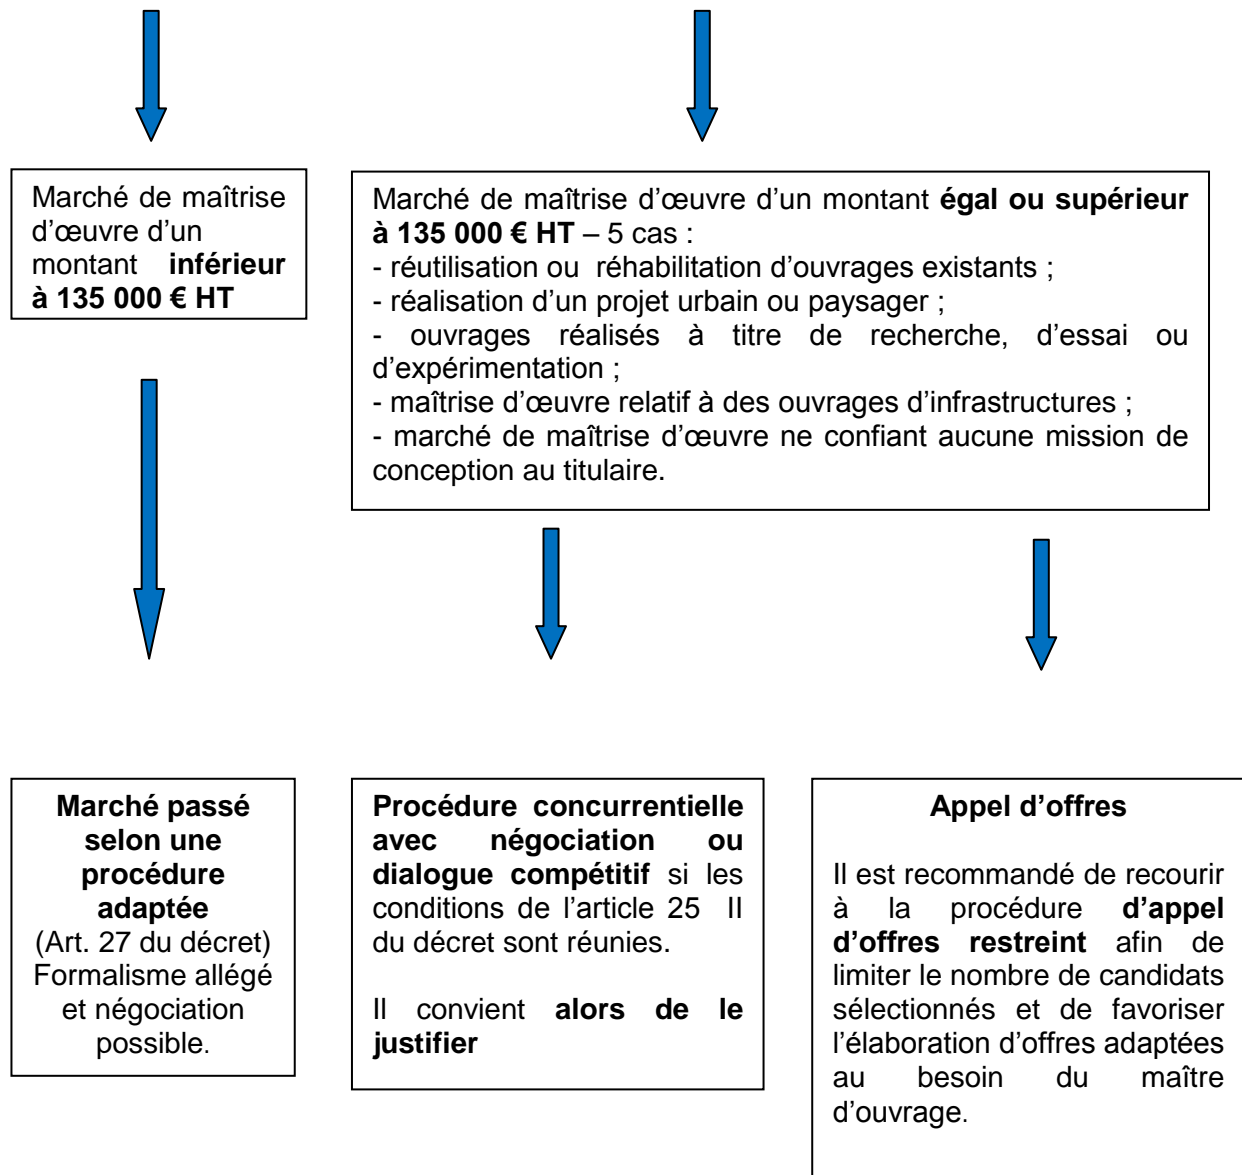 Marché de maîtrise
d'œuvre d'un
montant inférieur
à 135 000 € HT
Marché de maîtrise d'œuvre d'un montant égal ou supérieur
à 135 000 € HT – 5 cas :
- réutilisation ou réhabilitation d'ouvrages existants ;
- réalisation d'un projet urbain ou paysager ;
- ouvrages réalisés à titre de recherche, d'essai ou
d'expérimentation ;
- maîtrise d'œuvre relatif à des ouvrages d'infrastructures ;
- marché de maîtrise d'œuvre ne confiant aucune mission de
conception au titulaire.
Marché passé
selon une
procédure
adaptée
(Art. 27 du décret)
Formalisme allégé
et négociation
possible.
Procédure concurrentielle
avec négociation ou
dialogue compétitif si les
conditions de l'article 25 II
du décret sont réunies.
Il convient alors de le
justifier
Appel d'offres
Il est recommandé de recourir
à la procédure d'appel
d'offres restreint afin de
limiter le nombre de candidats
sélectionnés et de favoriser
l'élaboration d'offres adaptées
au besoin du maître
d'ouvrage.